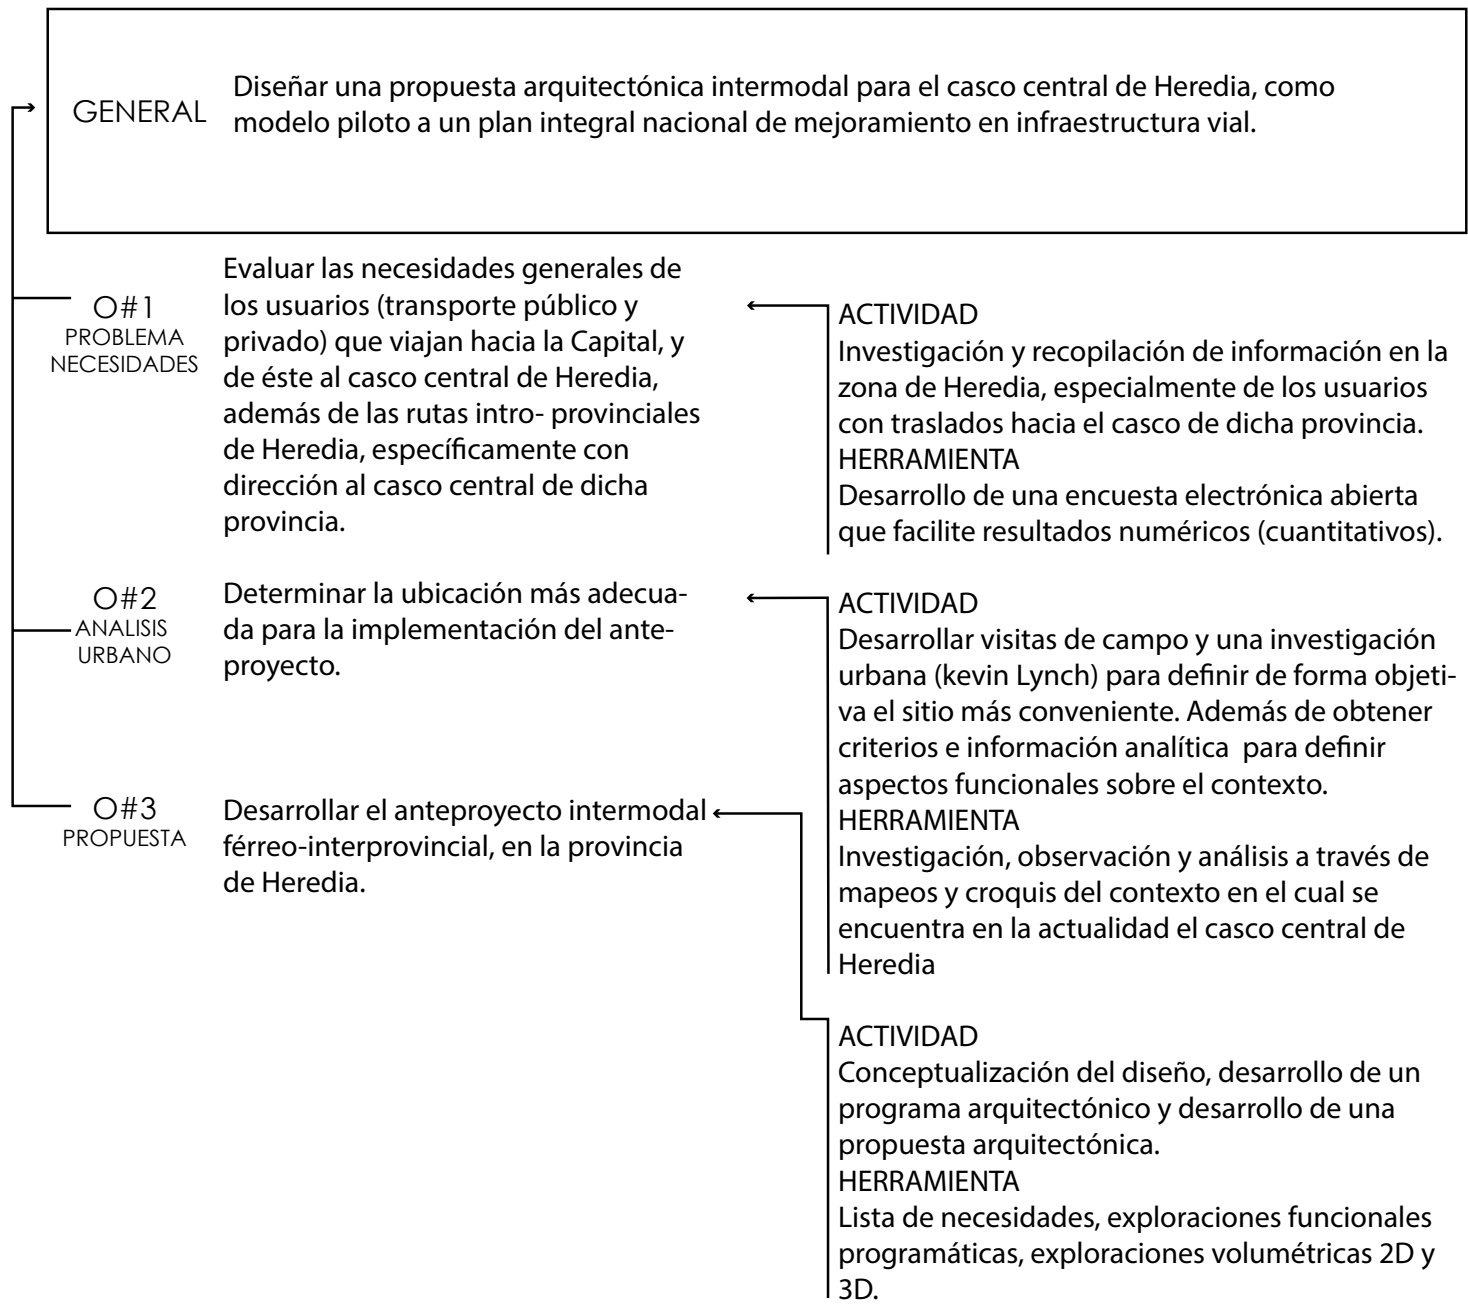 GENERAL
Diseñar una propuesta arquitectónica intermodal para el casco central de Heredia, como
modelo piloto a un plan integral nacional de mejoramiento en infraestructura vial.
O#1
PROBLEMA
NECESIDADES
Evaluar las necesidades generales de
los usuarios (transporte público y
privado) que viajan hacia la Capital, y
de éste al casco central de Heredia,
además de las rutas intro- provinciales
de Heredia, específicamente con
dirección al casco central de dicha
provincia.
ACTIVIDAD
Investigación y recopilación de información en la
zona de Heredia, especialmente de los usuarios
con traslados hacia el casco de dicha provincia.
HERRAMIENTA
Desarrollo de una encuesta electrónica abierta
que facilite resultados numéricos (cuantitativos).
O#2
ANALISIS
URBANO
Determinar la ubicación más adecua-
da para la implementación del ante-
proyecto.
ACTIVIDAD
Desarrollar visitas de campo y una investigación
urbana (kevin Lynch) para definir de forma objeti-
va el sitio más conveniente. Además de obtener
criterios e información analítica  para definir
aspectos funcionales sobre el contexto.
HERRAMIENTA
Investigación, observación y análisis a través de
mapeos y croquis del contexto en el cual se
encuentra en la actualidad el casco central de
Heredia
O#3
PROPUESTA
Desarrollar el anteproyecto intermodal
férreo-interprovincial, en la provincia
de Heredia.
ACTIVIDAD
Conceptualización del diseño, desarrollo de un
programa arquitectónico y desarrollo de una
propuesta arquitectónica.
HERRAMIENTA
Lista de necesidades, exploraciones funcionales
programáticas, exploraciones volumétricas 2D y
3D.